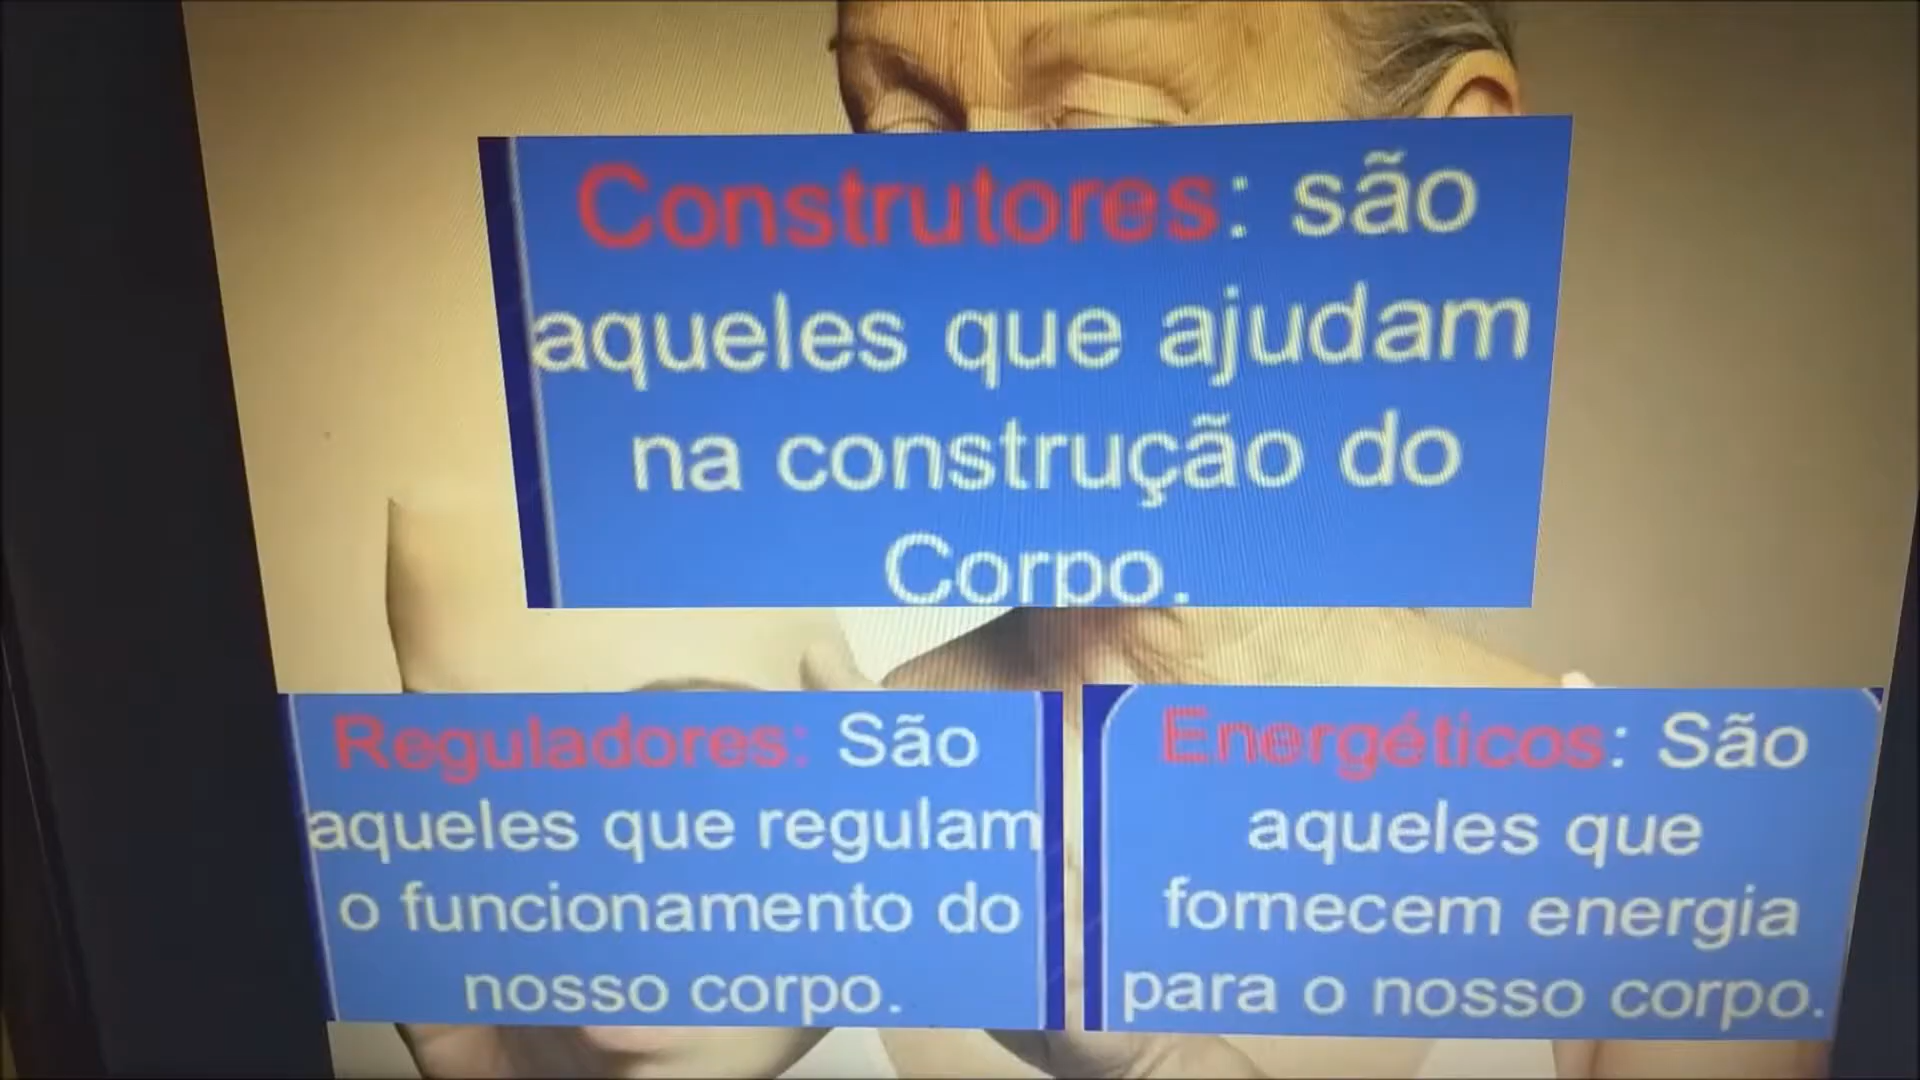 Construtores: são
aqueles que ajudam
na construção do
Corpo.
Reguladores: São
aqueles que regulam
o funcionamento do
nosso corpo.
Energéticos: São
aqueles que
fornecem energia
para o nosso corpo.